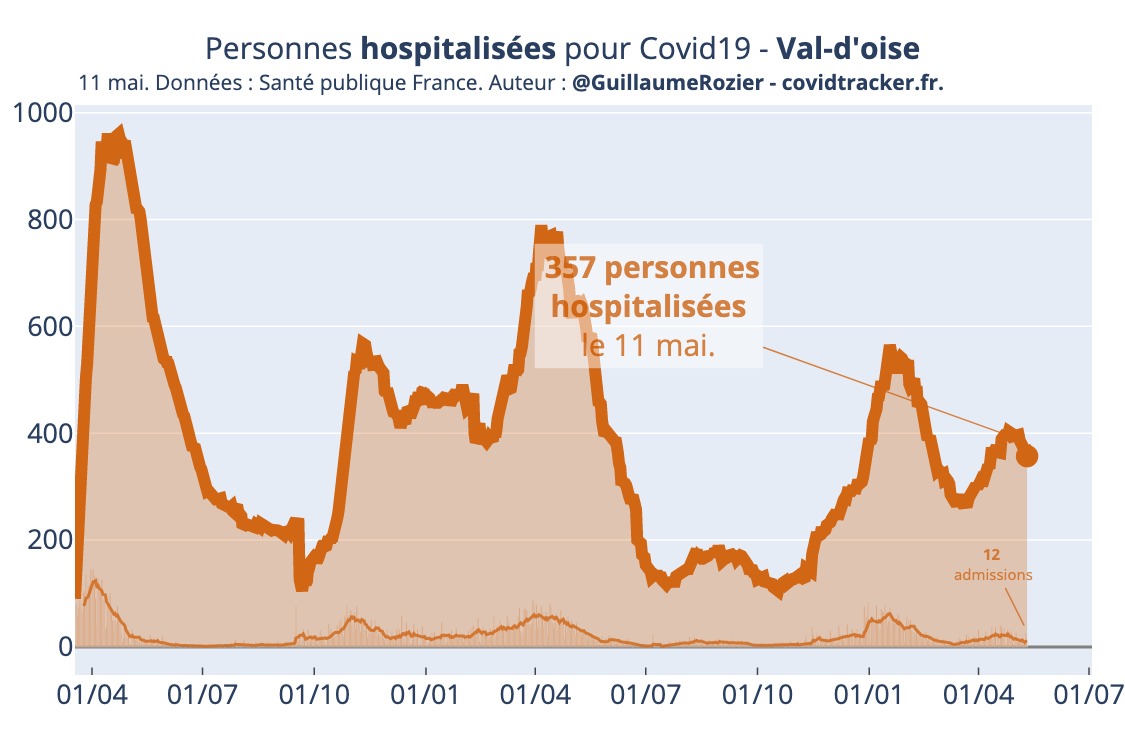 Personnes hospitalisées pour Covid19 - Val-d'oise
11 mai. Données : Santé publique France. Auteur : @GuillaumeRozier - covidtracker.fr.
1000
800
600
400
200
0
357 personnes
hospitalisées
le 11 mai.
12
admissions
01/04 01/07 01/10 01/01 01/04 01/07 01/10 01/01 01/04 01/07